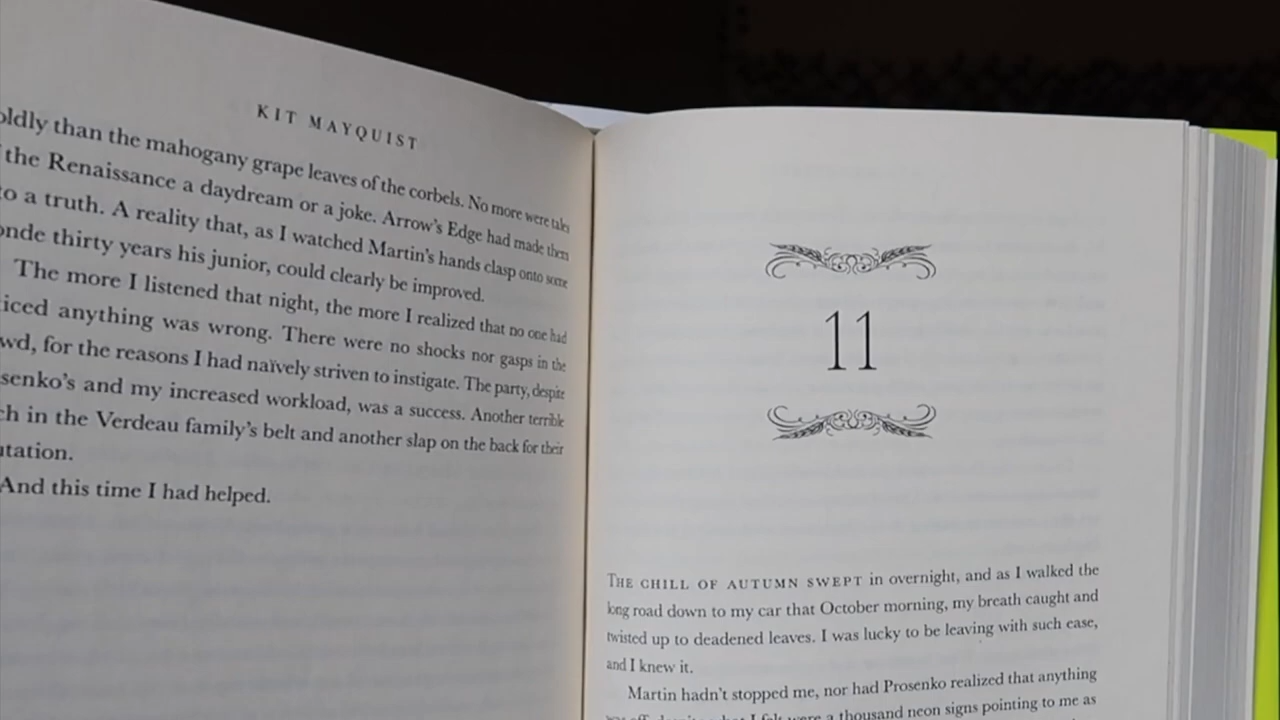 KIT MAYQUIST
than the mahogany grape leaves of the corbels. No more were tales
the Renaissance a daydream or a joke. Arrow's Edge had made them
to a truth. A reality that, as I watched Martin's hands clasp onto some
thirty years his junior, could clearly be improved.
The more I listened that night, the more I realized that no one had
anything was wrong. There were no shocks nor gasps in the
for the reasons I had naïvely striven to instigate. The party, despite
and my increased workload, was a success. Another terrible
in the Verdeau family's belt and another slap on the back for their
And this time I had helped.
11
THE CHILL OF AUTUMN SWEPT in overnight, and as I walked the
long road down to my car that October morning, my breath caught and
twisted up to deadened leaves. I was lucky to be leaving with such ease,
and I knew it.
Martin hadn't stopped me, nor had Prosenko realized that anything
I felt were a thousand neon signs pointing to me as